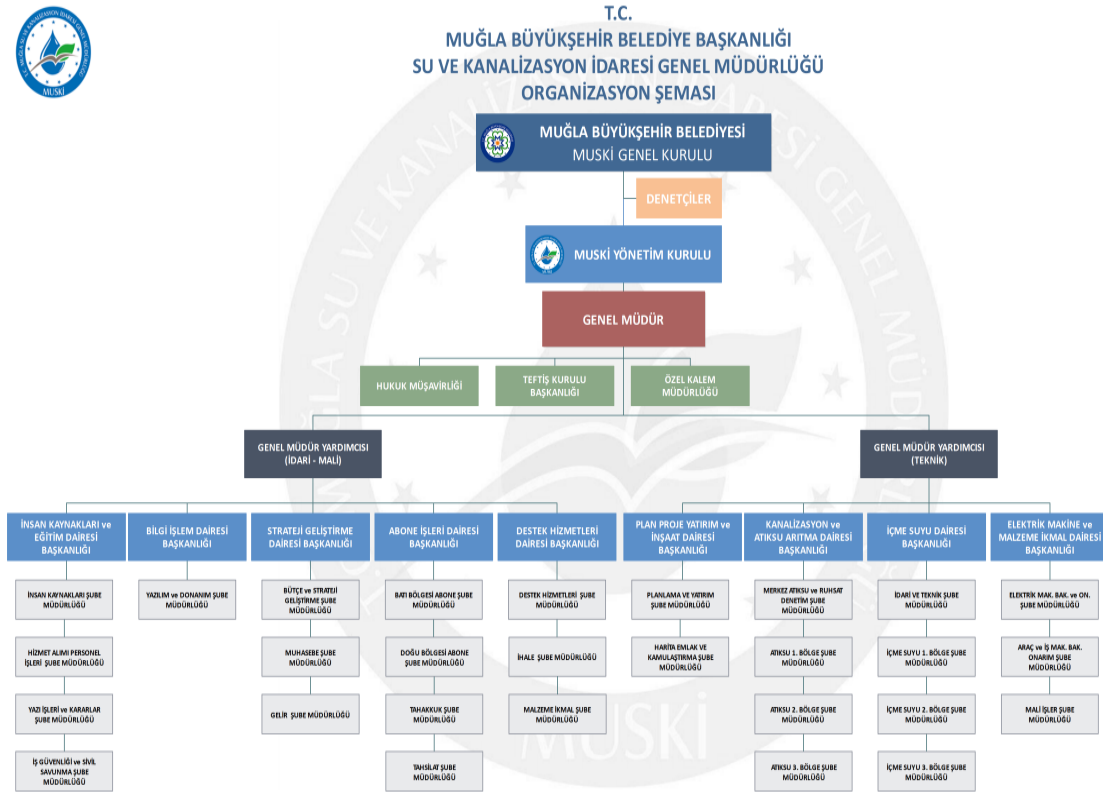 T.C.
MUĞLA BÜYÜKŞEHİR BELEDİYE BAŞKANLIĞI
SU VE KANALİZASYON İDARESİ GENEL MÜDÜRLÜĞÜ
ORGANİZASYON ŞEMASI
T.C. MUĞLA SU VE KANALİZASYON İDARESİ GENEL MÜDÜRLÜĞÜ
MUSKİ
MUĞLA BÜYÜKŞEHİR BELEDİYESİ
MUSKİ GENEL KURULU
DENETÇİLER
MUSKİ YÖNETİM KURULU
GENEL MÜDÜR
HUKUK MÜŞAVİRLİĞİ
TEFTİŞ KURULU
BAŞKANLIĞI
ÖZEL KALEM
MÜDÜRLÜĞÜ
GENEL MÜDÜR YARDIMCISI
(İDARİ - MALİ)
GENEL MÜDÜR YARDIMCISI
(TEKNİK)
İNSAN KAYNAKLARI ve
EĞİTİM DAİRESİ
BAŞKANLIĞI
İNSAN KAYNAKLARI ŞUBE
MÜDÜRLÜĞÜ
HİZMET ALIMI PERSONEL
İŞLERİ ŞUBE MÜDÜRLÜĞÜ
YAZI İŞLERİ ve KARARLAR
ŞUBE MÜDÜRLÜĞÜ
İŞ GÜVENLİĞİ ve SİVİL
SAVUNMA ŞUBE
MÜDÜRLÜĞÜ
BİLGİ İŞLEM DAİRESİ
BAŞKANLIĞI
YAZILIM ve DONANIM ŞUBE
MÜDÜRLÜĞÜ
STRATEJİ GELİŞTİRME
DAİRESİ BAŞKANLIĞI
BÜTÇE ve STRATEJİ
GELİŞTİRME ŞUBE
MÜDÜRLÜĞÜ
MUHASEBE ŞUBE
MÜDÜRLÜĞÜ
GELİR ŞUBE MÜDÜRLÜĞÜ
ABONE İŞLERİ DAİRESİ
BAŞKANLIĞI
BATI BÖLGESİ ABONE ŞUBE
MÜDÜRLÜĞÜ
DOĞU BÖLGESİ ABONE
ŞUBE MÜDÜRLÜĞÜ
TAHAKKUK ŞUBE
MÜDÜRLÜĞÜ
TAHSİLAT ŞUBE
MÜDÜRLÜĞÜ
DESTEK HİZMETLERİ
DAİRESİ BAŞKANLIĞI
DESTEK HİZMETLERİ ŞUBE
MÜDÜRLÜĞÜ
İHALE ŞUBE MÜDÜRLÜĞÜ
MALZEME İKMAL ŞUBE
MÜDÜRLÜĞÜ
PLAN PROJE YATIRIM ve
İNŞAAT DAİRESİ
BAŞKANLIĞI
PLANLAMA VE YATIRIM
ŞUBE MÜDÜRLÜĞÜ
HARİTA EMLAK VE
KAMULAŞTIRMA ŞUBE
MÜDÜRLÜĞÜ
KANALİZASYON ve
ATIKSU ARITMA DAİRESİ
BAŞKANLIĞI
MERKEZ ATIKSU ve RUHSAT
DENETİM ŞUBE
MÜDÜRLÜĞÜ
ATIKSU 1. BÖLGE ŞUBE
MÜDÜRLÜĞÜ
ATIKSU 2. BÖLGE ŞUBE
MÜDÜRLÜĞÜ
ATIKSU 3. BÖLGE ŞUBE
MÜDÜRLÜĞÜ
İÇME SUYU DAİRESİ
BAŞKANLIĞI
İDARİ VE TEKNİK ŞUBE
MÜDÜRLÜĞÜ
İÇME SUYU 1. BÖLGE ŞUBE
MÜDÜRLÜĞÜ
İÇME SUYU 2. BÖLGE ŞUBE
MÜDÜRLÜĞÜ
İÇME SUYU 3. BÖLGE ŞUBE
MÜDÜRLÜĞÜ
ELEKTRİK MAKİNE ve
MALZEME İKMAL DAİRESİ
BAŞKANLIĞI
ELEKTRİK MAK. BAK. ve ON.
ŞUBE MÜDÜRLÜĞÜ
ARAÇ ve İŞ MAK. BAK.
ONARIM ŞUBE
MÜDÜRLÜĞÜ
MALİ İŞLER ŞUBE
MÜDÜRLÜĞÜ
MUSKİ